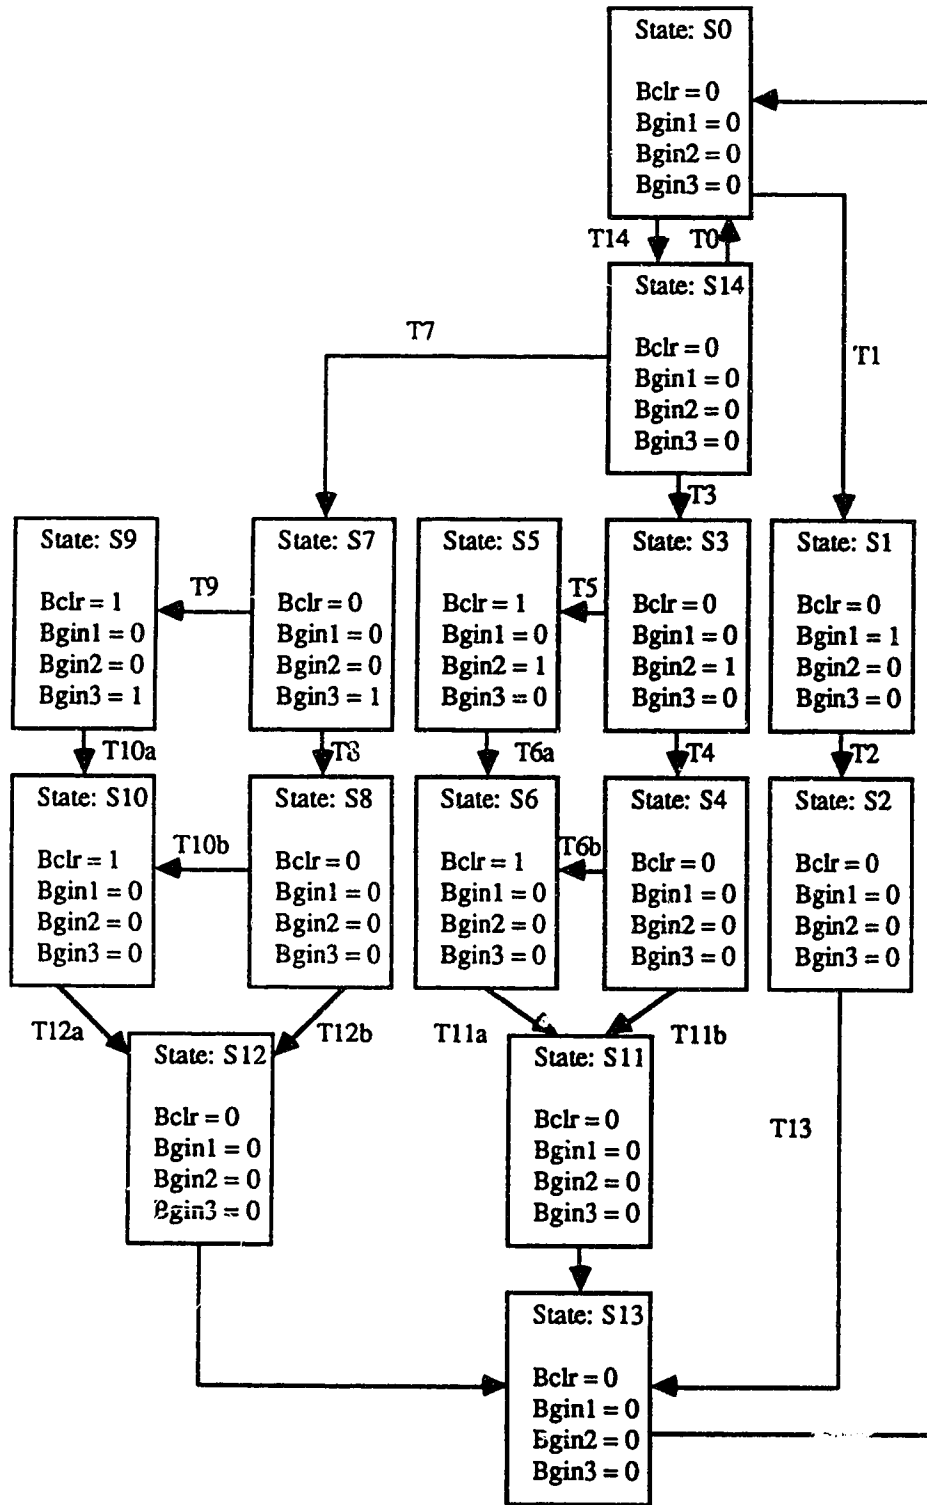 State: S0
Bclr = 0
Bgin1 = 0
Bgin2 = 0
Bgin3 = 0
T14
T0
State: S14
Bclr = 0
Bgin1 = 0
Bgin2 = 0
Bgin3 = 0
T7
T1
T3
State: S9
Bclr = 1
Bgin1 = 0
Bgin2 = 0
Bgin3 = 1
T9
State: S7
Bclr = 0
Bgin1 = 0
Bgin2 = 0
Bgin3 = 1
State: S5
Bclr = 1
Bgin1 = 0
Bgin2 = 1
Bgin3 = 0
T5
State: S3
Bclr = 0
Bgin1 = 0
Bgin2 = 1
Bgin3 = 0
State: S1
Bclr = 0
Bgin1 = 1
Bgin2 = 0
Bgin3 = 0
T10a
T8
T6a
T4
T2
State: S10
Bclr = 1
Bgin1 = 0
Bgin2 = 0
Bgin3 = 0
T10b
State: S8
Bclr = 0
Bgin1 = 0
Bgin2 = 0
Bgin3 = 0
State: S6
Bclr = 1
Bgin1 = 0
Bgin2 = 0
Bgin3 = 0
T6b
State: S4
Bclr = 0
Bgin1 = 0
Bgin2 = 0
Bgin3 = 0
State: S2
Bclr = 0
Bgin1 = 0
Bgin2 = 0
Bgin3 = 0
T12a
T12b
T11a
T11b
State: S12
Bclr = 0
Bgin1 = 0
Bgin2 = 0
Bgin3 = 0
State: S11
Bclr = 0
Bgin1 = 0
Bgin2 = 0
Bgin3 = 0
T13
State: S13
Bclr = 0
Bgin1 = 0
Bgin2 = 0
Bgin3 = 0